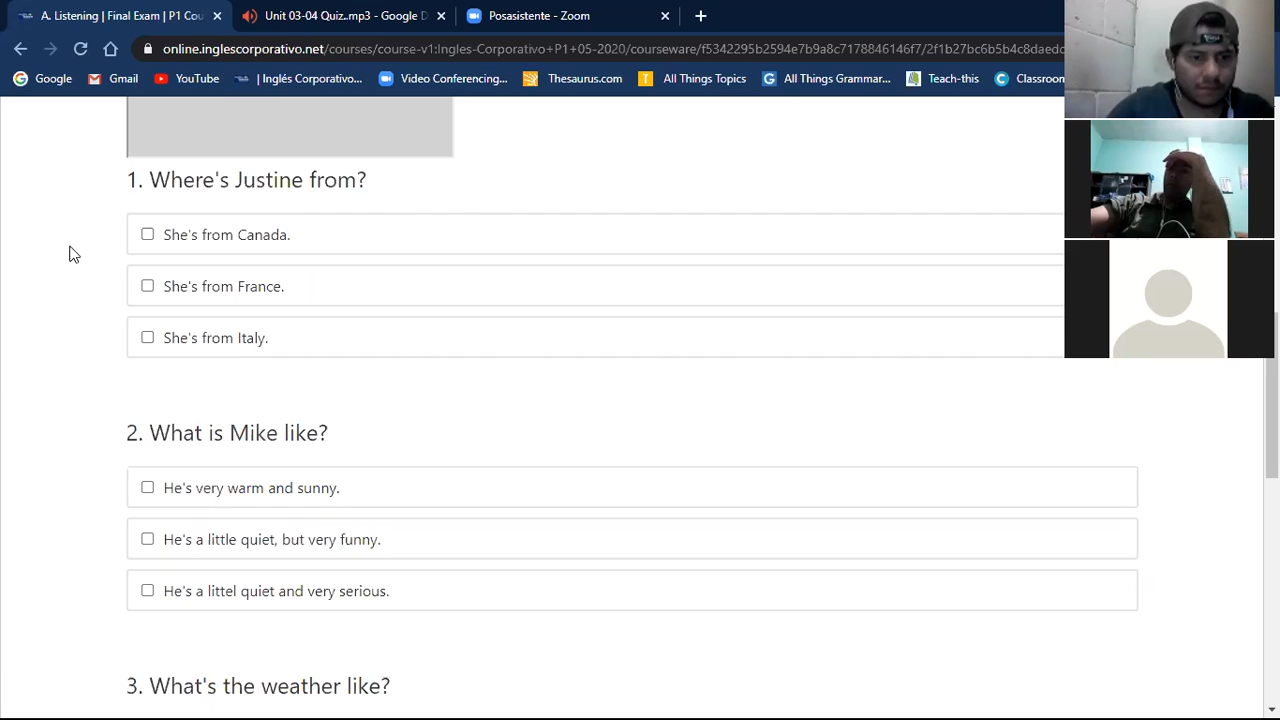 A. Listening | Final Exam | P1 Cou
Unit 03-04 Quiz..mp3 - Google D
Posasistente - Zoom
online.inglescorporativo.net/courses/course-v1:Ingles-Corporativo+P1+05-2020/courseware/f5342295b2594e7b9a8c7178846146f7/2f1b27bc6b5b4c8daedc
Google
Gmail
YouTube
| Inglés Corporativo...
Video Conferencing...
Thesaurus.com
All Things Topics
All Things Grammar...
Teach-this
Classroom
1. Where's Justine from?
She's from Canada.
She's from France.
She's from Italy.
2. What is Mike like?
He's very warm and sunny.
He's a little quiet, but very funny.
He's a littel quiet and very serious.
3. What's the weather like?